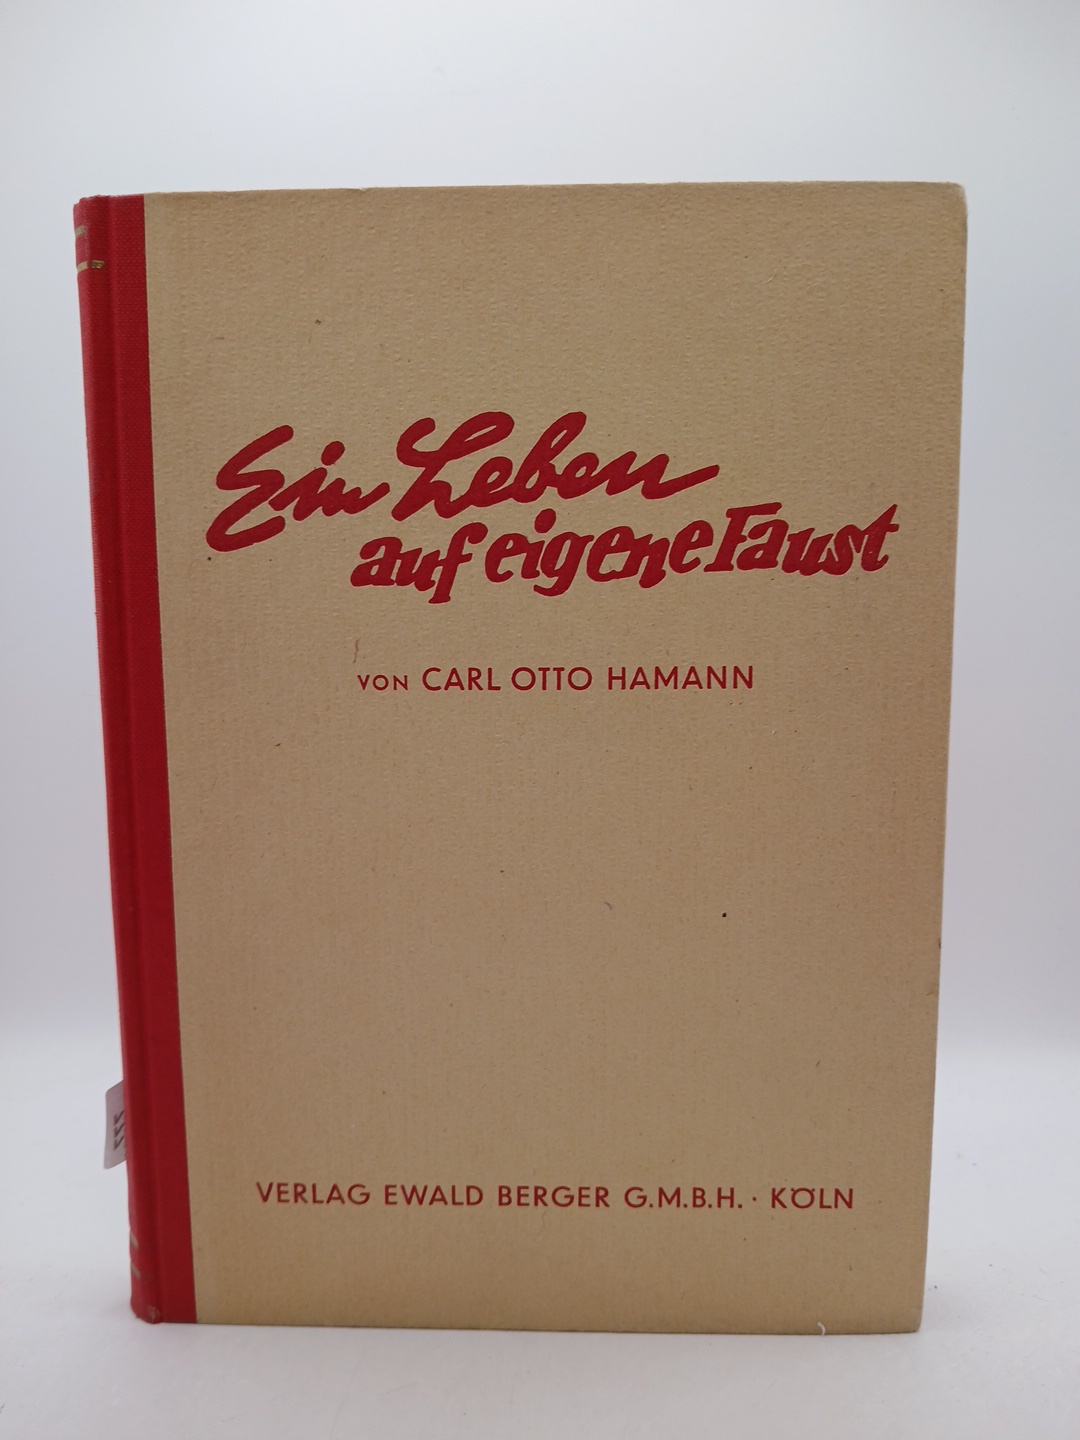 Ein Leben
auf eigene Faust
VON CARL OTTO HAMANN
VERLAG EWALD BERGER G.M.B.H. · KÖLN